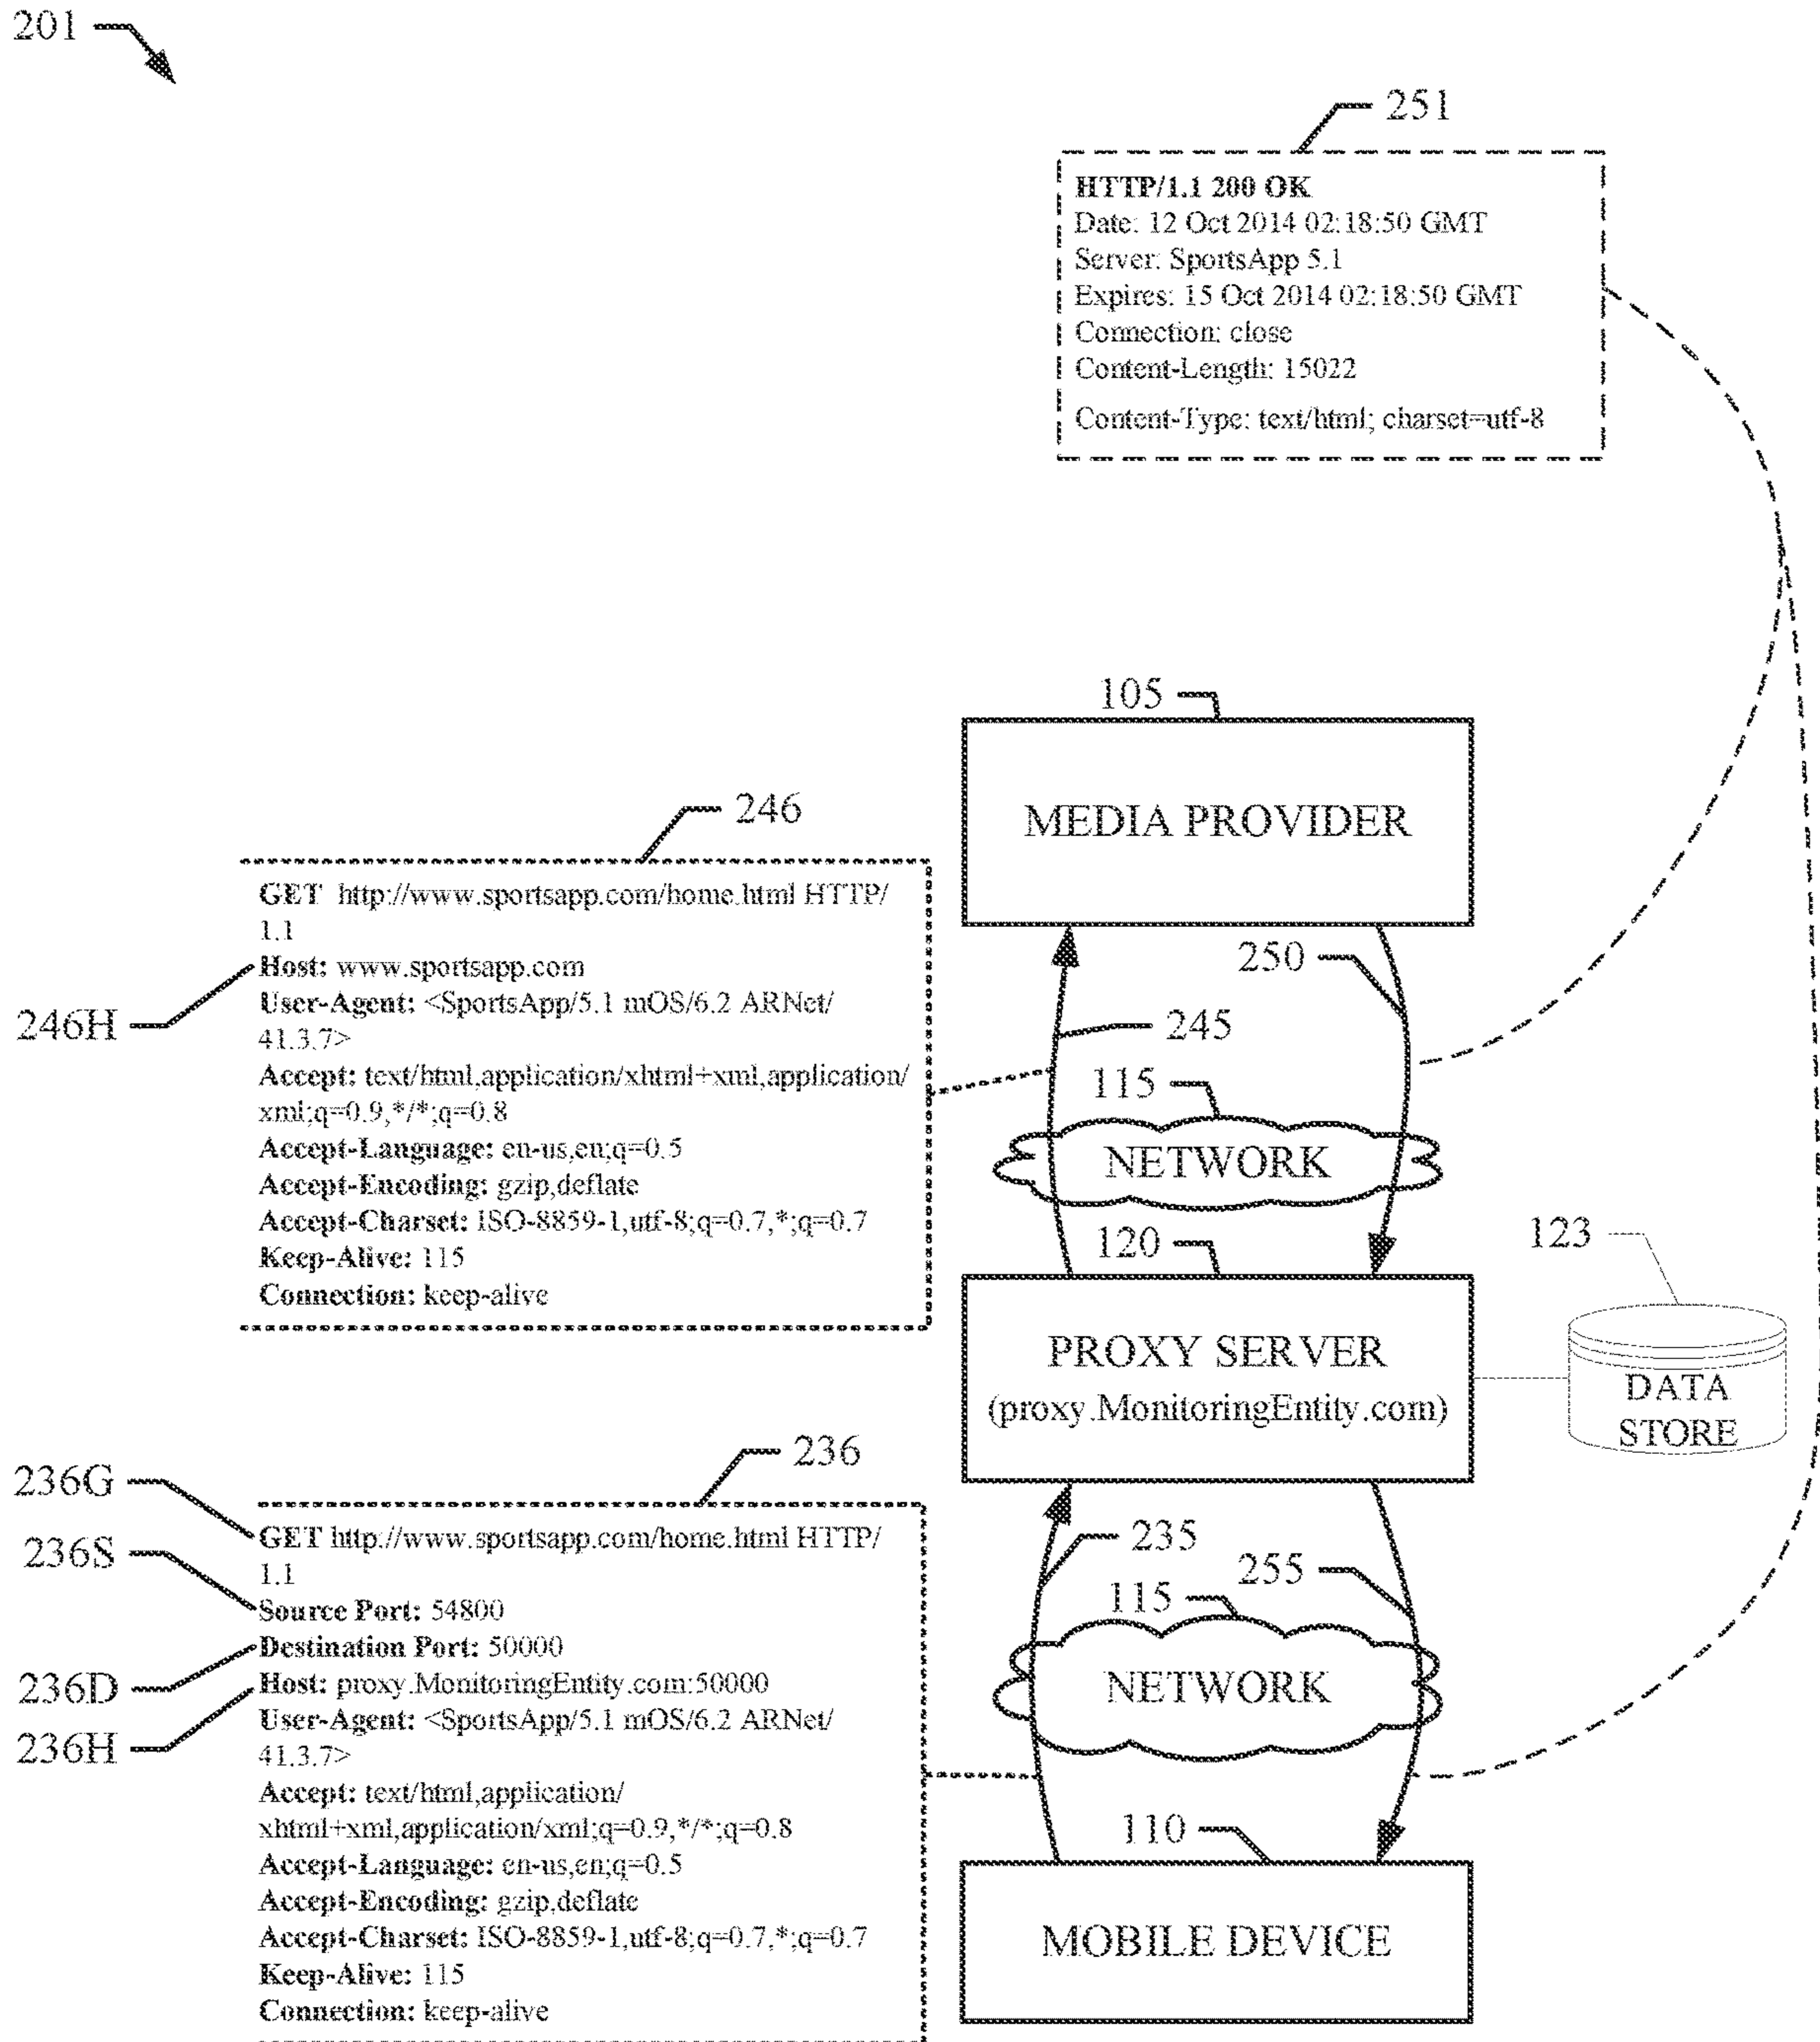 201
251
HTTP/1.1 200 OK
Date: 12 Oct 2014 02:18:50 GMT
Server: SportsApp 5.1
Expires: 15 Oct 2014 02:18:50 GMT
Connection: close
Content-Length: 15022
Content-Type: text/html; charset=utf-8
105
MEDIA PROVIDER
246
GET http://www.sportsapp.com/home.html HTTP/
1.1
Host: www.sportsapp.com
User-Agent: <SportsApp/5.1 mOS/6.2 ARNet/
41.3.7>
Accept: text/html,application/xhtml+xml,application/
xml;q=0.9,*/*;q=0.8
Accept-Language: en-us,en;q=0.5
Accept-Encoding: gzip,deflate
Accept-Charset: ISO-8859-1,utf-8;q=0.7,*;q=0.7
Keep-Alive: 115
Connection: keep-alive
246H
250
245
115
NETWORK
120
PROXY SERVER
(proxy.MonitoringEntity.com)
123
DATA
STORE
236
236G
236S
236D
236H
GET http://www.sportsapp.com/home.html HTTP/
1.1
Source Port: 54800
Destination Port: 50000
Host: proxy.MonitoringEntity.com:50000
User-Agent: <SportsApp/5.1 mOS/6.2 ARNet/
41.3.7>
Accept: text/html,application/
xhtml+xml,application/xml;q=0.9,*/*;q=0.8
Accept-Language: en-us,en;q=0.5
Accept-Encoding: gzip,deflate
Accept-Charset: ISO-8859-1,utf-8;q=0.7,*;q=0.7
Keep-Alive: 115
Connection: keep-alive
235
255
115
NETWORK
110
MOBILE DEVICE